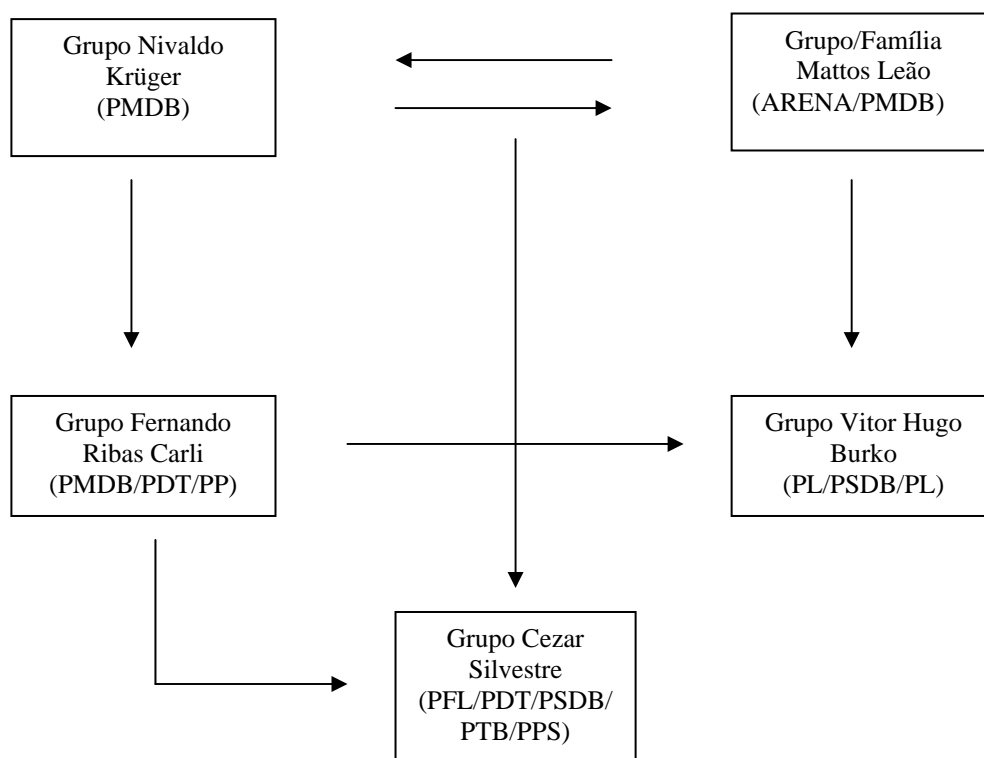 Grupo Nivaldo
Krüger
(PMDB)
Grupo/Família
Mattos Leão
(ARENA/PMDB)
Grupo Fernando
Ribas Carli
(PMDB/PDT/PP)
Grupo Vitor Hugo
Burko
(PL/PSDB/PL)
Grupo Cezar
Silvestre
(PFL/PDT/PSDB/
PTB/PPS)